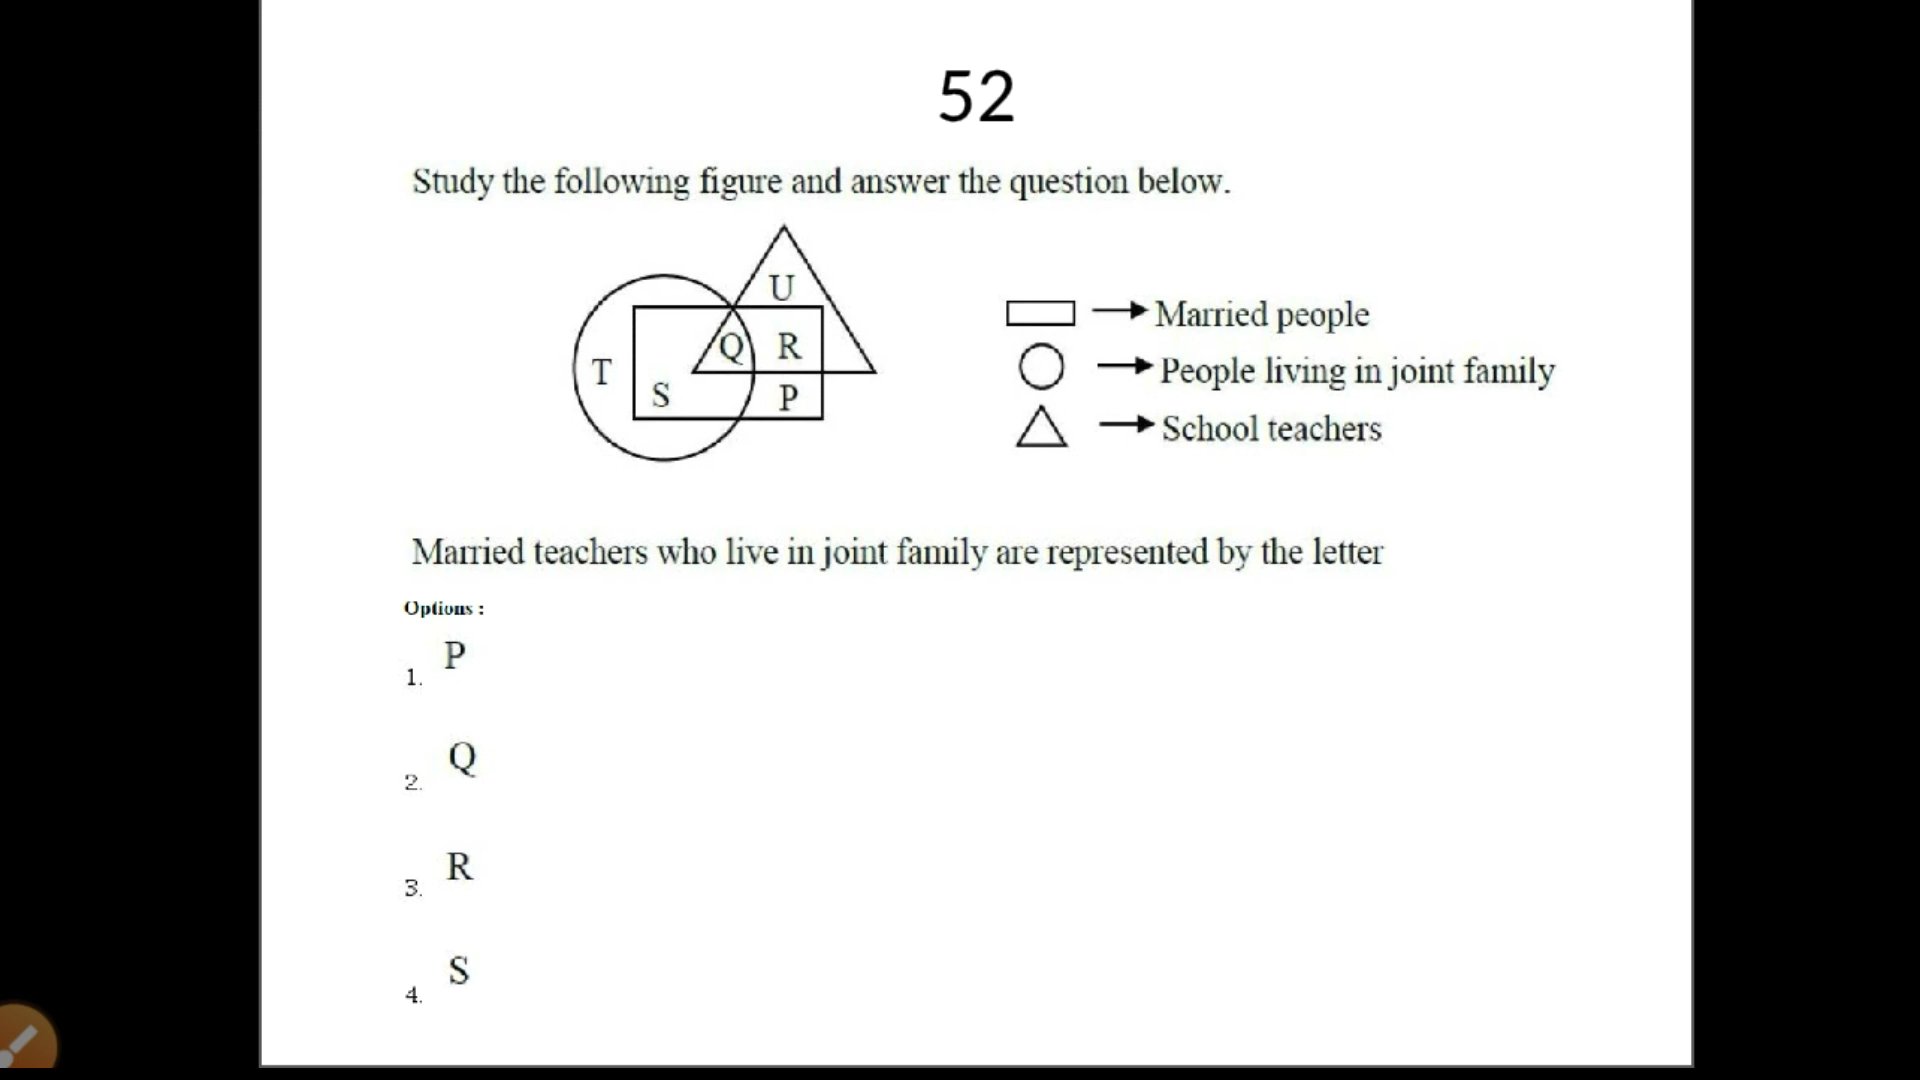 52
Study the following figure and answer the question below.
U
Q R
T
S P
Married people
People living in joint family
School teachers
Married teachers who live in joint family are represented by the letter
Options :
1. P
2. Q
3. R
4. S